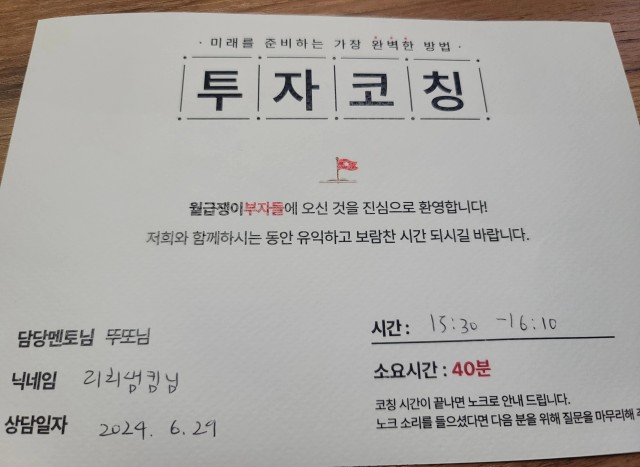 · 미래를 준비하는 가장 완벽한 방법 ·
투자코칭
월급쟁이부자들에 오신 것을 진심으로 환영합니다!
저희와 함께하시는 동안 유익하고 보람찬 시간 되시길 바랍니다.
담당멘토님 뚜또님
닉네임 리치쌤킴님
상담일자 2024. 6. 29
시간 : 15:30 -16:10
소요시간 : 40분
코칭 시간이 끝나면 노크로 안내 드립니다.
노크 소리를 들으셨다면 다음 분을 위해 질문을 마무리해 주